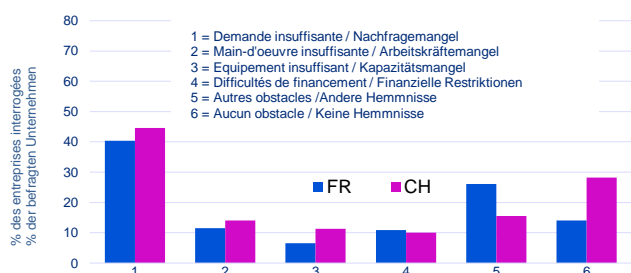 80
70
60
50
40
30
20
10
0
% des entreprises interrogées
% der befragten Unternehmen
1 = Demande insuffisante / Nachfragemangel
2 = Main-d'oeuvre insuffisante / Arbeitskräftemangel
3 = Equipement insuffisant / Kapazitätsmangel
4 = Difficultés de financement / Finanzielle Restriktionen
5 = Autres obstacles /Andere Hemmnisse
6 = Aucun obstacle / Keine Hemmnisse
FR CH
1 2 3 4 5 6